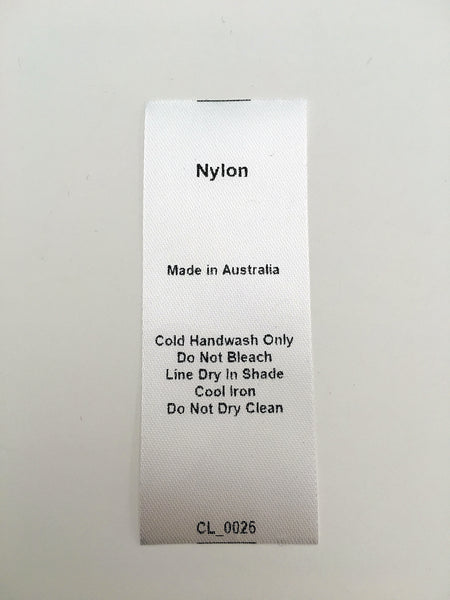 Nylon
Made in Australia
Cold Handwash Only
Do Not Bleach
Line Dry In Shade
Cool Iron
Do Not Dry Clean
CL_0026